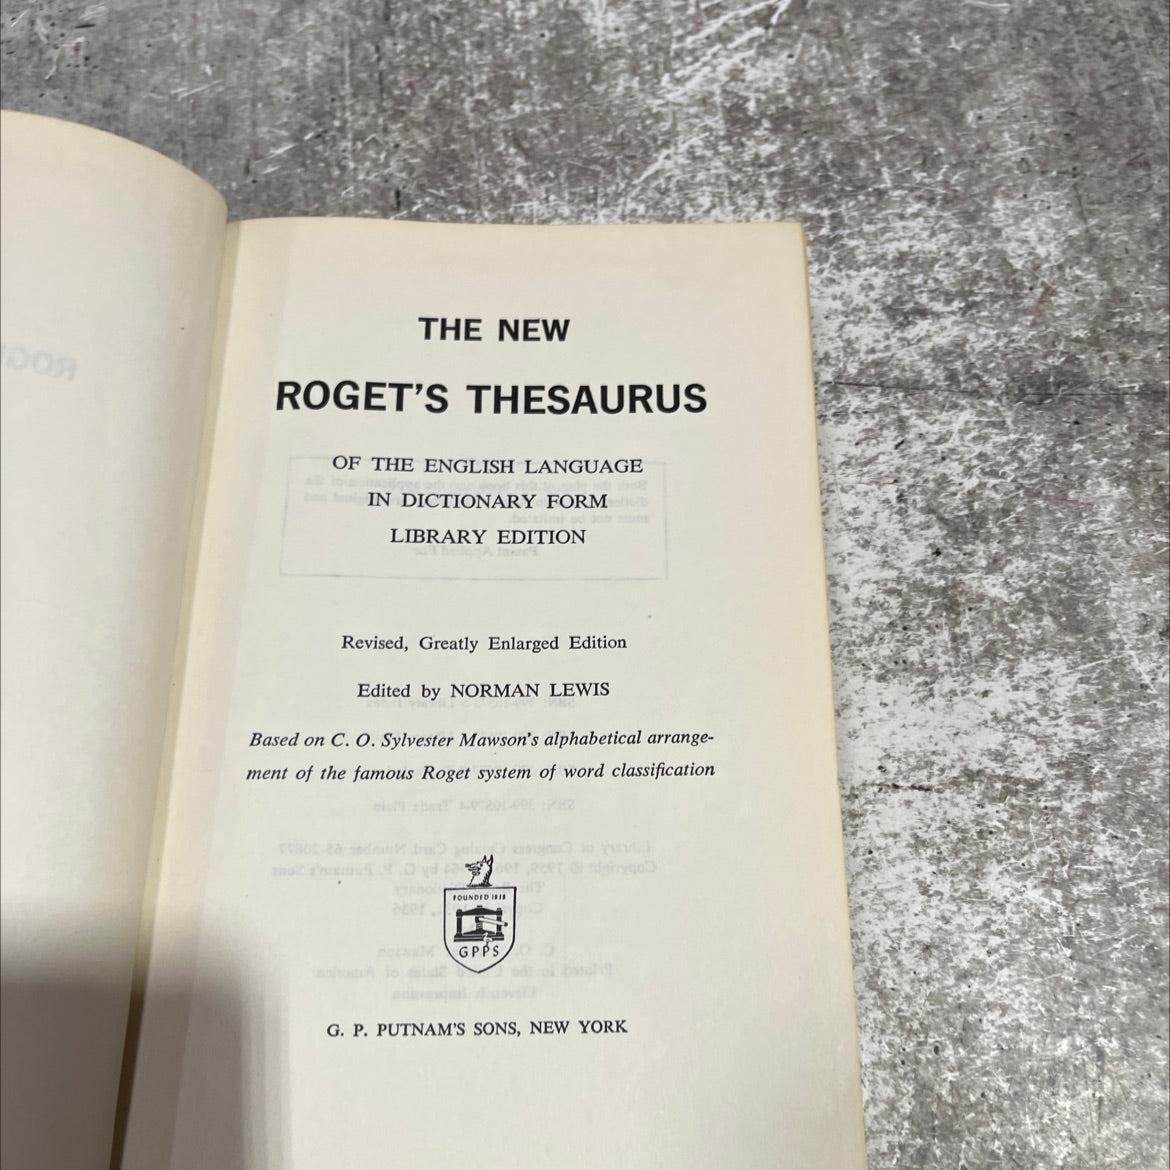 THE NEW
ROGET'S THESAURUS
OF THE ENGLISH LANGUAGE
IN DICTIONARY FORM
LIBRARY EDITION
Revised, Greatly Enlarged Edition
Edited by NORMAN LEWIS
Based on C. O. Sylvester Mawson's alphabetical arrange-
ment of the famous Roget system of word classification
FOUNDED 1838
GPPS
G. P. PUTNAM'S SONS, NEW YORK